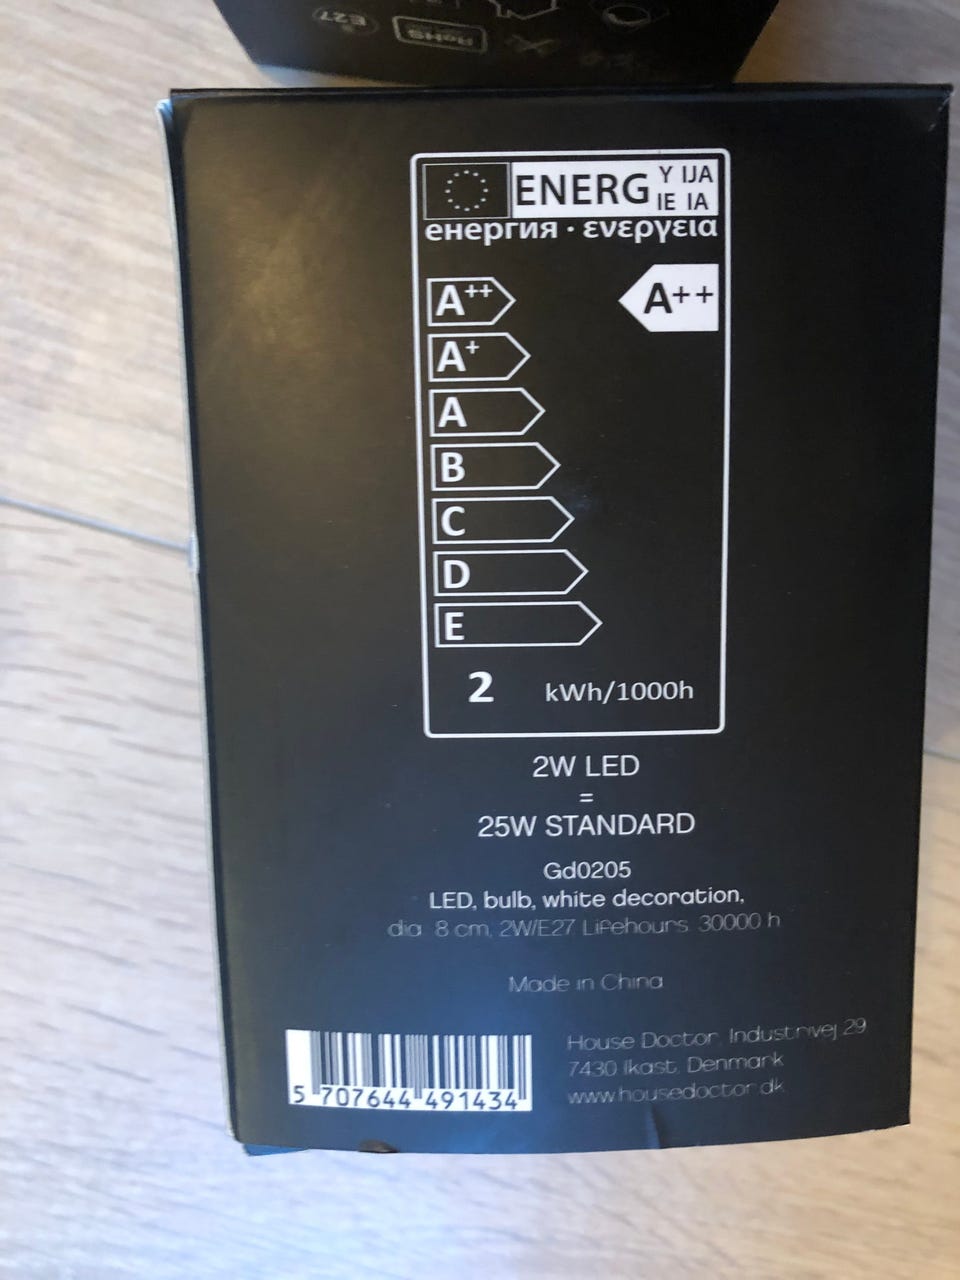 E27
RoHS
ENERG Y IJA
IE IA
енергия · ενεργεια
A++ A++
A+
A
B
C
D
E
2 kWh/1000h
2W LED
=
25W STANDARD
Gd0205
LED, bulb, white decoration,
dia 8 cm, 2W/E27 Lifehours 30000 h
Made in China
House Doctor, Industrivej 29
7430 Ikast, Denmark
www.housedoctor.dk
5 707644 491434